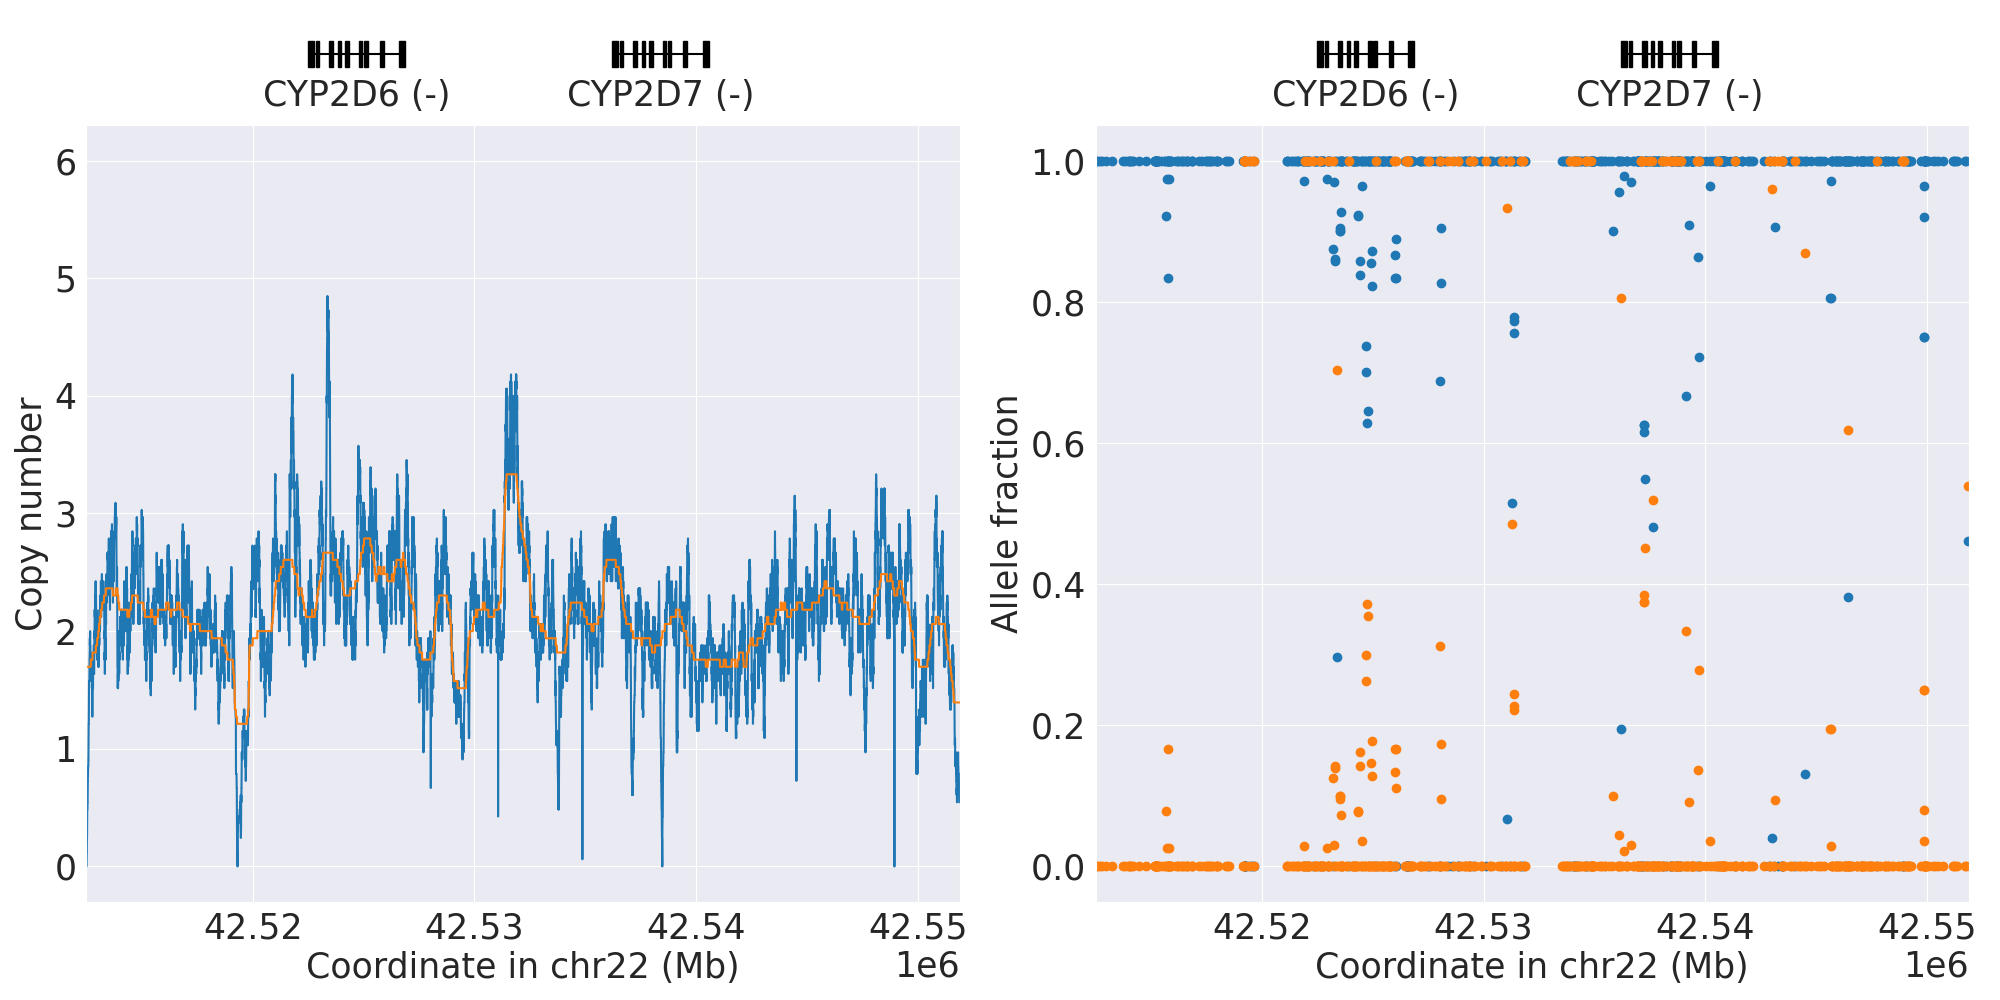 CYP2D6 (-)
CYP2D7 (-)
6
5
4
3
2
1
0
Copy number
42.52
42.53
42.54
42.55
Coordinate in chr22 (Mb)
1e6
CYP2D6 (-)
CYP2D7 (-)
1.0
0.8
0.6
0.4
0.2
0.0
Allele fraction
42.52
42.53
42.54
42.55
Coordinate in chr22 (Mb)
1e6